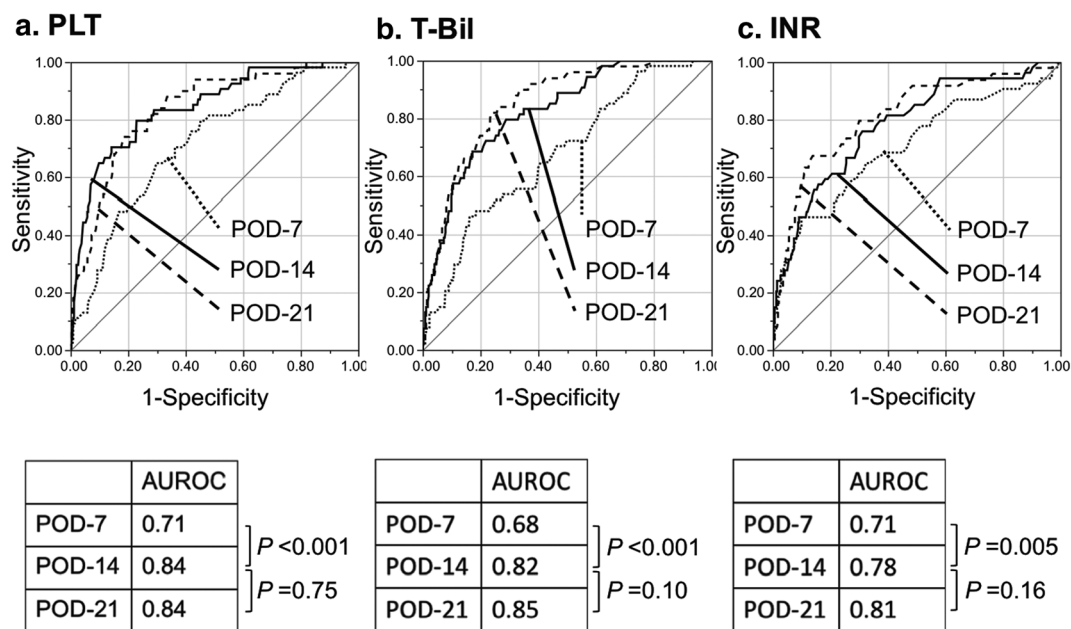 a. PLT
b. T-Bil
c. INR
1.00
0.80
0.60
0.40
0.20
0.00
Sensitivity
0.00 0.20 0.40 0.60 0.80 1.00
1-Specificity
POD-7
POD-14
POD-21
1.00
0.80
0.60
0.40
0.20
0.00
Sensitivity
0.00 0.20 0.40 0.60 0.80 1.00
1-Specificity
POD-7
POD-14
POD-21
1.00
0.80
0.60
0.40
0.20
0.00
Sensitivity
0.00 0.20 0.40 0.60 0.80 1.00
1-Specificity
POD-7
POD-14
POD-21
AUROC
POD-7 0.71
POD-14 0.84
POD-21 0.84
P <0.001
P =0.75
AUROC
POD-7 0.68
POD-14 0.82
POD-21 0.85
P <0.001
P =0.10
AUROC
POD-7 0.71
POD-14 0.78
POD-21 0.81
P =0.005
P =0.16